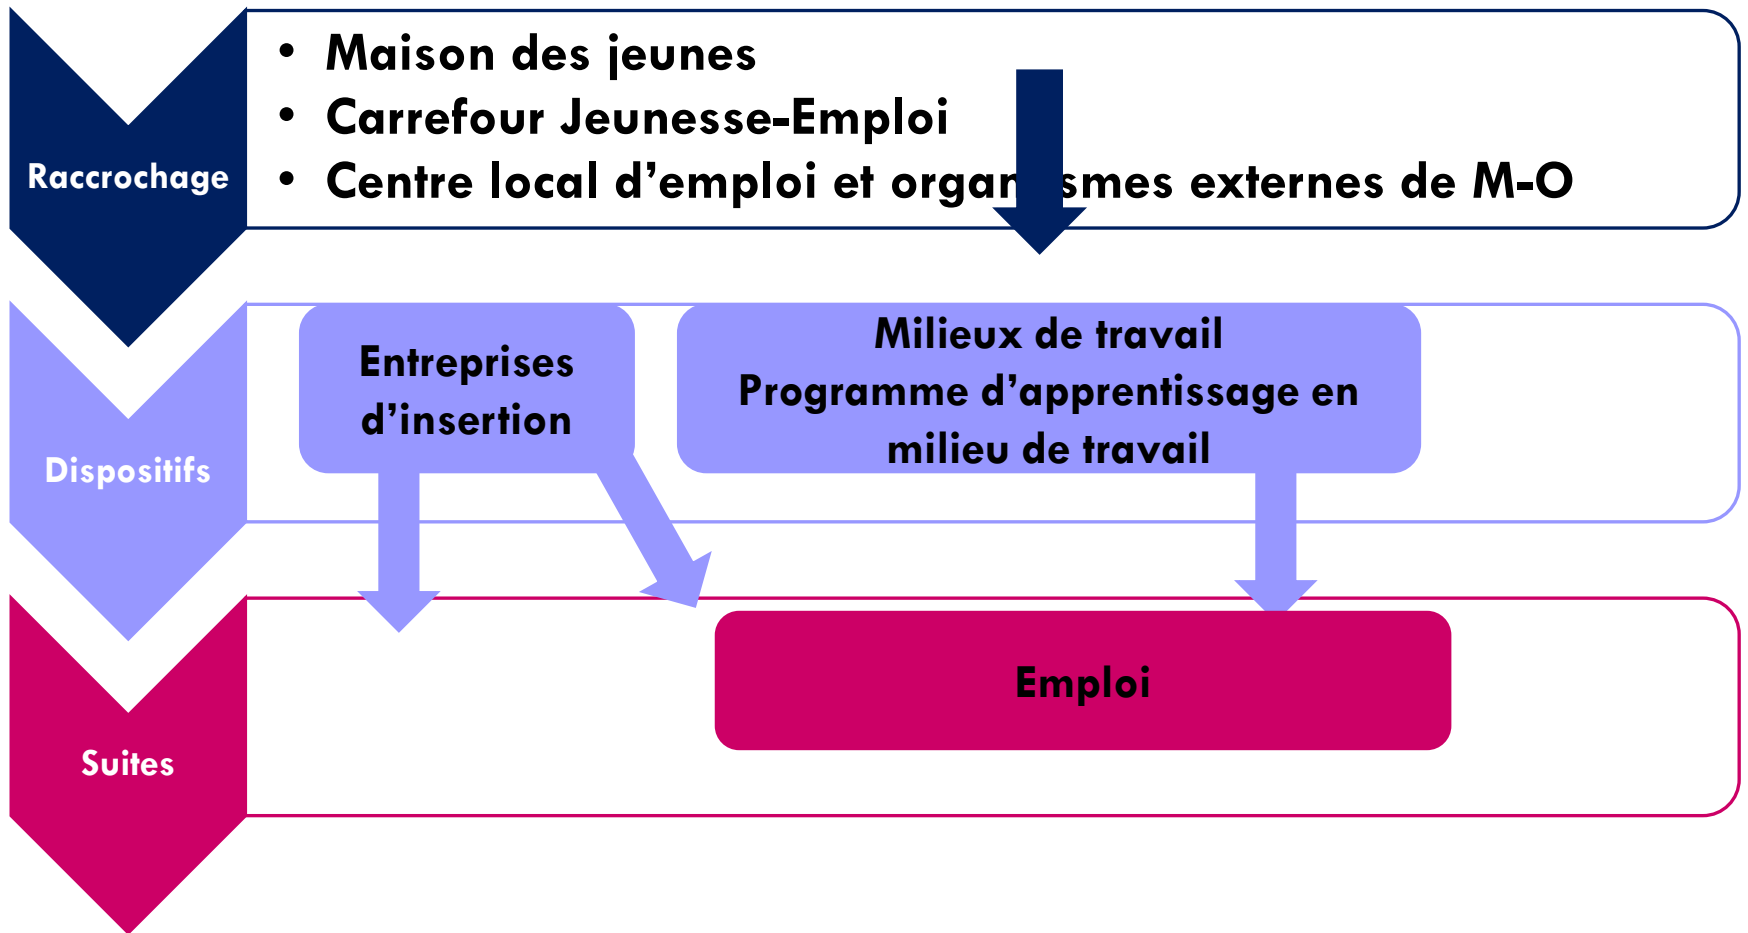 Raccrochage
• Maison des jeunes
• Carrefour Jeunesse-Emploi
• Centre local d’emploi et organismes externes de M-O
Dispositifs
Entreprises
d’insertion
Milieux de travail
Programme d’apprentissage en
milieu de travail
Suites
Emploi